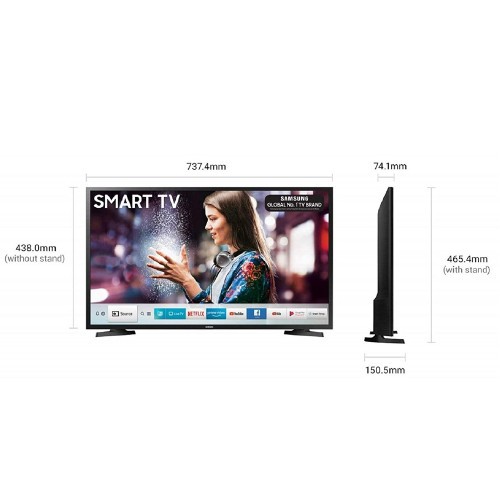 737.4mm
74.1mm
SMART TV
SAMSUNG
GLOBAL No. 1 TV BRAND
438.0mm
(without stand)
465.4mm
(with stand)
NETFLIX
150.5mm